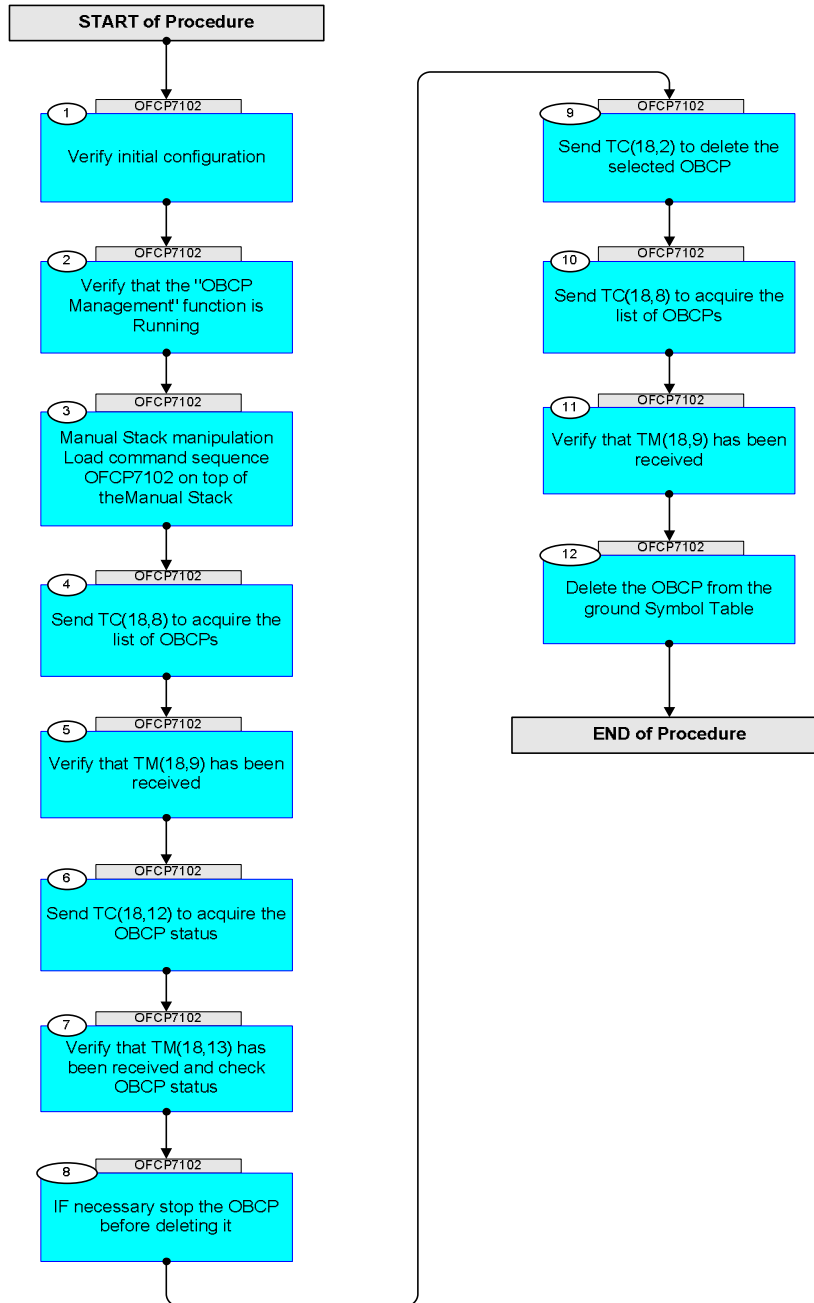 START of Procedure
OFCP7102
1
Verify initial configuration
OFCP7102
2
Verify that the "OBCP
Management" function is
Running
OFCP7102
3
Manual Stack manipulation
Load command sequence
OFCP7102 on top of
theManual Stack
OFCP7102
4
Send TC(18,8) to acquire the
list of OBCPs
OFCP7102
5
Verify that TM(18,9) has been
received
OFCP7102
6
Send TC(18,12) to acquire the
OBCP status
OFCP7102
7
Verify that TM(18,13) has
been received and check
OBCP status
OFCP7102
8
IF necessary stop the OBCP
before deleting it
OFCP7102
9
Send TC(18,2) to delete the
selected OBCP
OFCP7102
10
Send TC(18,8) to acquire the
list of OBCPs
OFCP7102
11
Verify that TM(18,9) has been
received
OFCP7102
12
Delete the OBCP from the
ground Symbol Table
END of Procedure